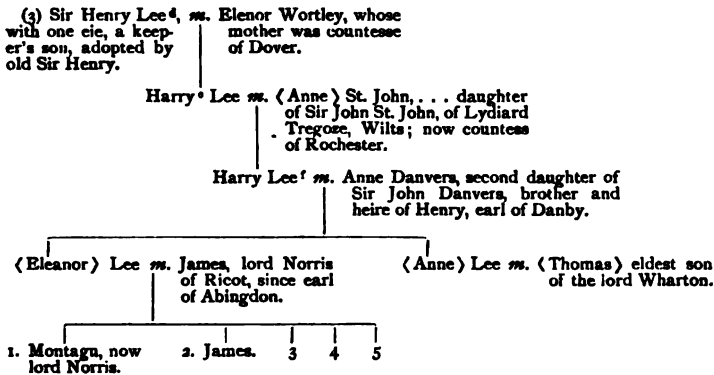 (3) Sir Henry Lee d, m. Elenor Wortley, whose
with one eie, a keep- mother was countesse
er's son, adopted by of Dover.
old Sir Henry.
Harry e Lee m. ⟨Anne⟩ St. John, . . . daughter
of Sir John St. John, of Lydiard
Tregoze, Wilts; now countess
of Rochester.
Harry Lee f m. Anne Danvers, second daughter of
Sir John Danvers, brother and
heire of Henry, earl of Danby.
⟨Eleanor⟩ Lee m. James, lord Norris ⟨Anne⟩ Lee m. ⟨Thomas⟩ eldest son
of Ricot, since earl of the lord Wharton.
of Abingdon.
1. Montagu, now 2. James. 3 4 5
lord Norris.